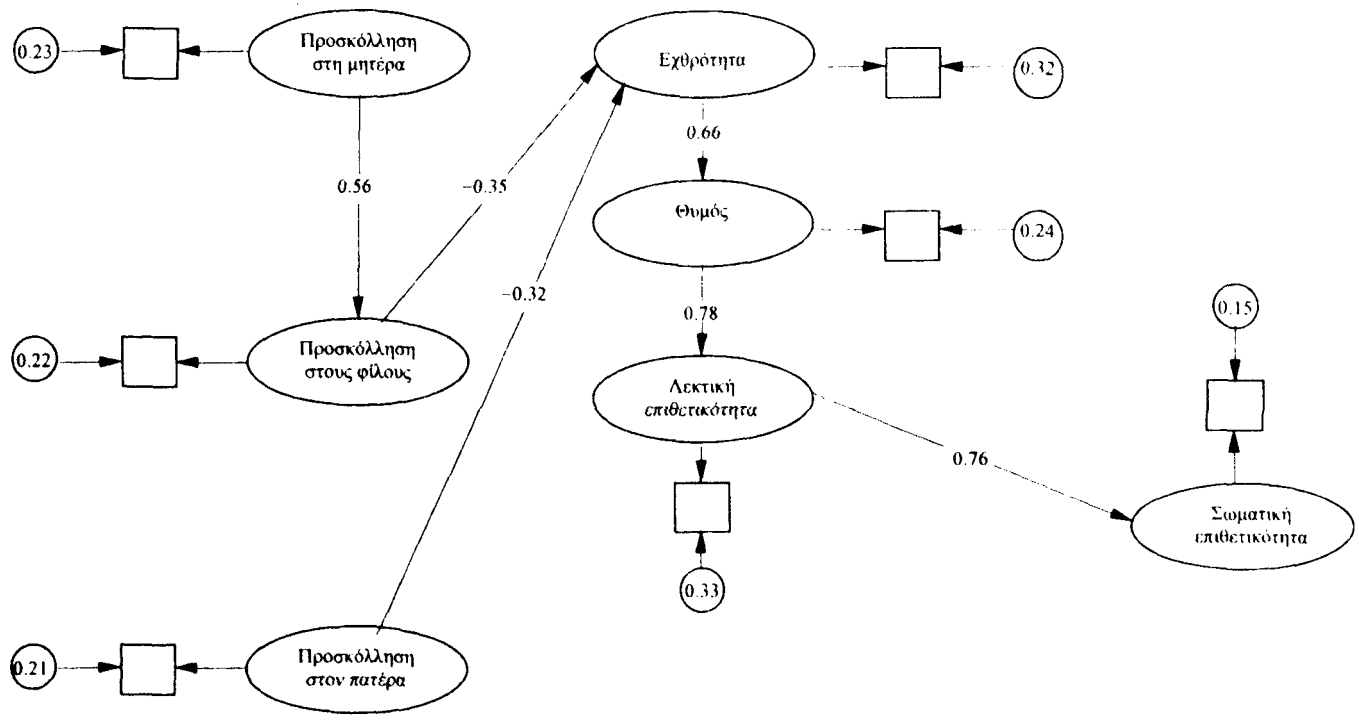 0.23
Προσκόλληση
στη μητέρα
Εχθρότητα
0.32
0.66
0.56
−0.35
Θυμός
0.24
−0.32
0.78
0.15
0.22
Προσκόλληση
στους φίλους
Λεκτική
επιθετικότητα
0.76
Σωματική
επιθετικότητα
0.33
0.21
Προσκόλληση
στον πατέρα